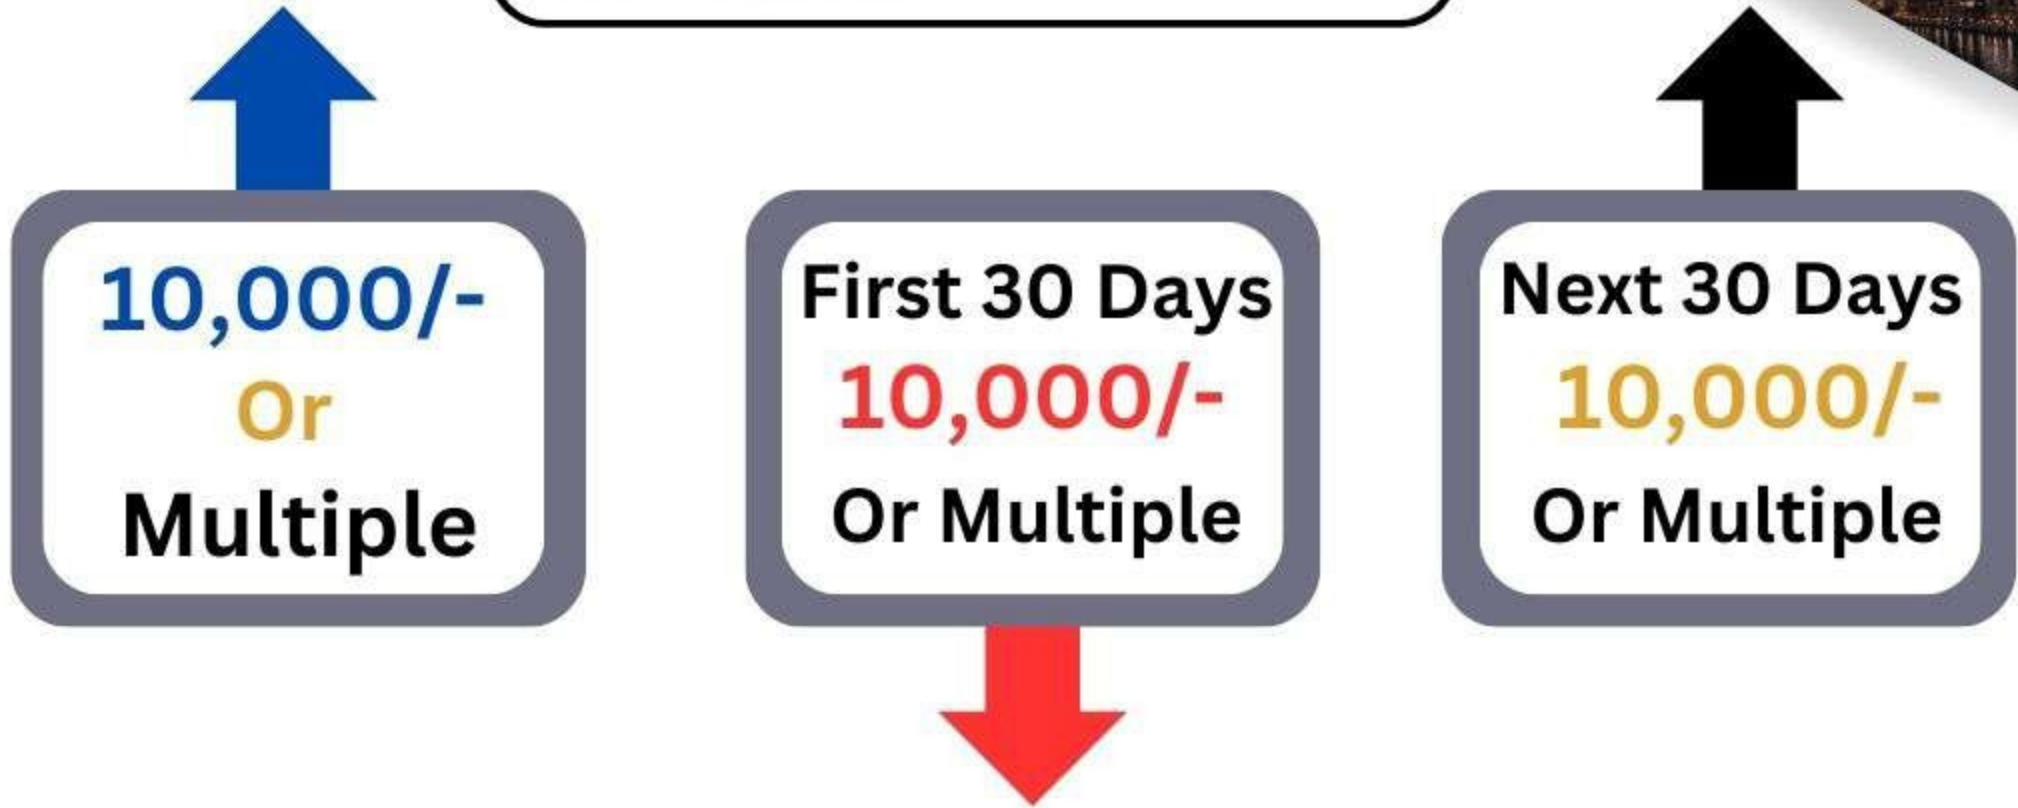 10,000/-
Or
Multiple
First 30 Days
10,000/-
Or Multiple
Next 30 Days
10,000/-
Or Multiple